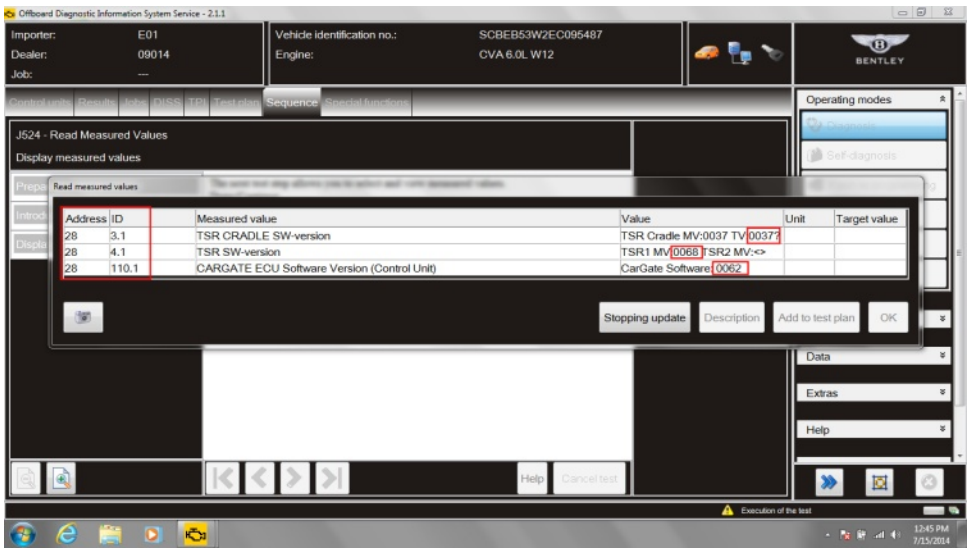 Offboard Diagnostic Information System Service - 2.1.1
Importer: E01
Dealer: 09014
Job: ---
Vehicle identification no.: SCBEB53W2EC095487
Engine: CVA 6.0L W12
BENTLEY
Control units Results Jobs DISS TPI Test plan Sequence Special functions
Operating modes
Diagnosis
Self-diagnosis
J524 - Read Measured Values
Display measured values
Read measured values
Address ID Measured value Value Unit Target value
28 3.1 TSR CRADLE SW-version TSR Cradle MV:0037 TV:0037?
28 4.1 TSR SW-version TSR1 MV:0068 TSR2 MV:<>
28 110.1 CARGATE ECU Software Version (Control Unit) CarGate Software: 0062
Stopping update Description Add to test plan OK
Data
Extras
Help
Help Cancel test
Execution of the test
12:45 PM
7/15/2014